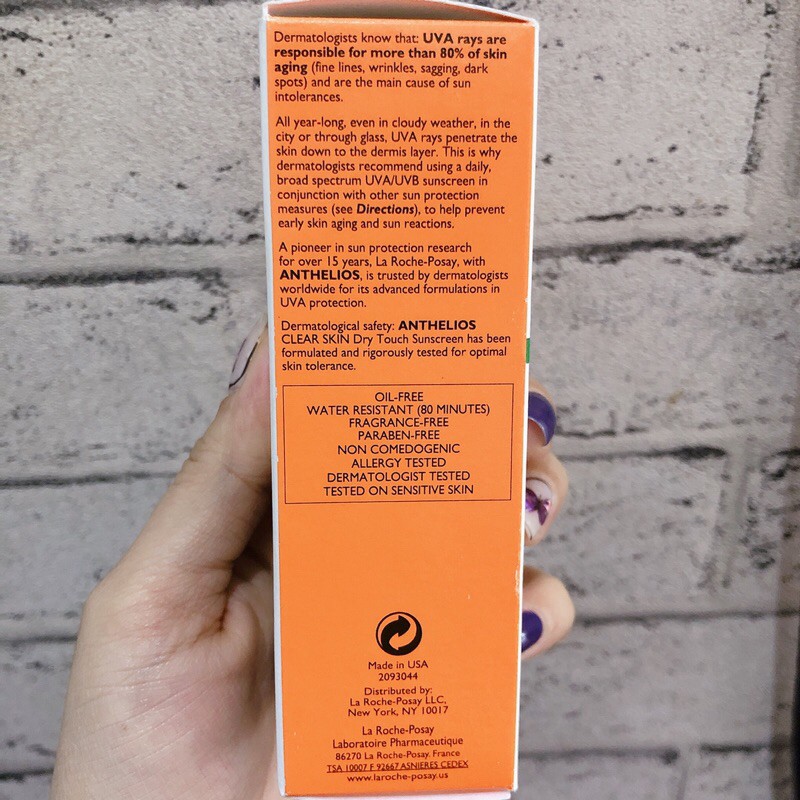 Dermatologists know that: UVA rays are
responsible for more than 80% of skin
aging (fine lines, wrinkles, sagging, dark
spots) and are the main cause of sun
intolerances.
All year-long, even in cloudy weather, in the
city or through glass, UVA rays penetrate the
skin down to the dermis layer. This is why
dermatologists recommend using a daily,
broad spectrum UVA/UVB sunscreen in
conjunction with other sun protection
measures (see Directions), to help prevent
early skin aging and sun reactions.
A pioneer in sun protection research
for over 15 years, La Roche-Posay, with
ANTHELIOS, is trusted by dermatologists
worldwide for its advanced formulations in
UVA protection.
Dermatological safety: ANTHELIOS
CLEAR SKIN Dry Touch Sunscreen has been
formulated and rigorously tested for optimal
skin tolerance.
OIL-FREE
WATER RESISTANT (80 MINUTES)
FRAGRANCE-FREE
PARABEN-FREE
NON COMEDOGENIC
ALLERGY TESTED
DERMATOLOGIST TESTED
TESTED ON SENSITIVE SKIN
Made in USA
2093044
Distributed by:
La Roche-Posay LLC,
New York, NY 10017
La Roche-Posay
Laboratoire Pharmaceutique
86270 La Roche-Posay, France
TSA 10007 F 92667 ASNIERES CEDEX
www.laroche-posay.us